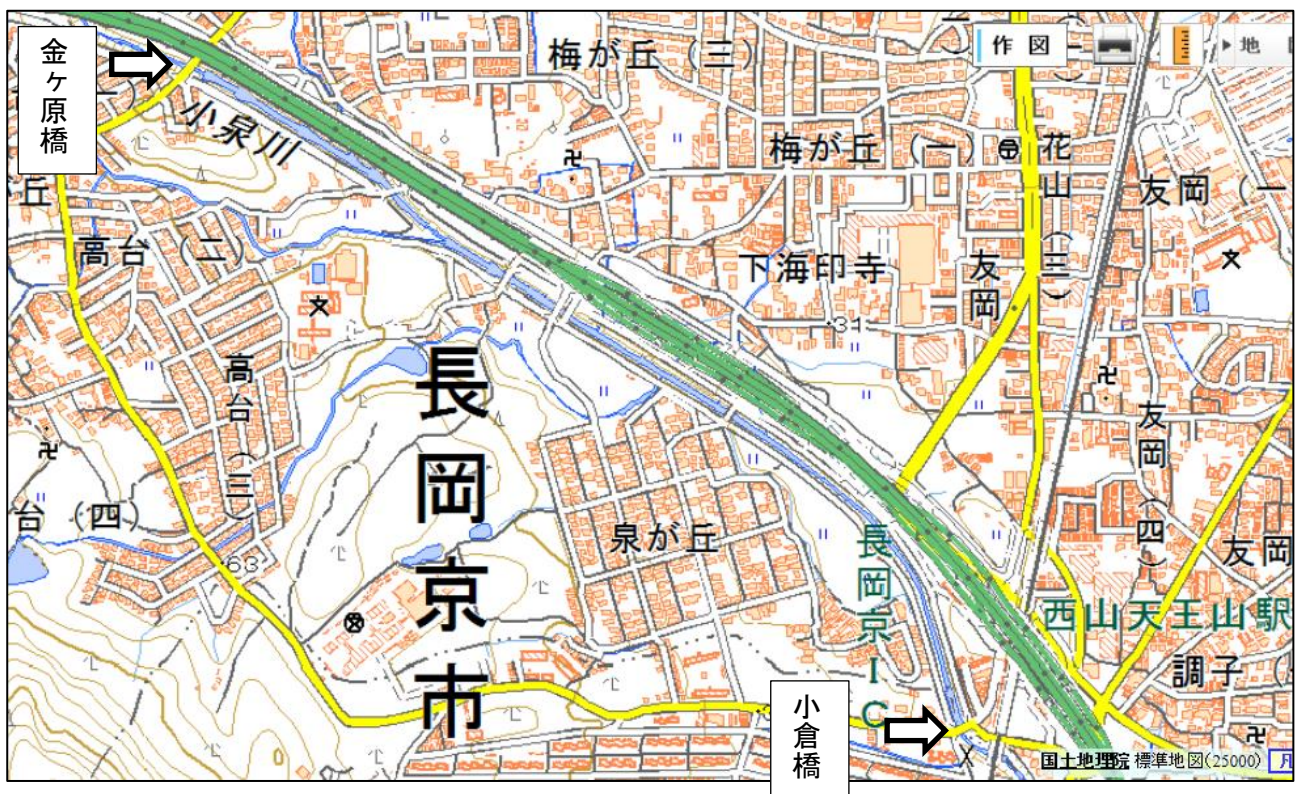 金ヶ原橋
小泉川
梅が丘(三)
作図
地
梅が丘(一)
花山(三)
友岡(一
丘
高台(二)
下海印寺
友岡
31
高台(三)
長岡京市
友岡(四)
台(四)
63
泉が丘
長岡京IC
友岡
西山天王山駅
調子(
小倉橋
国土地理院 標準地図(25000)
凡